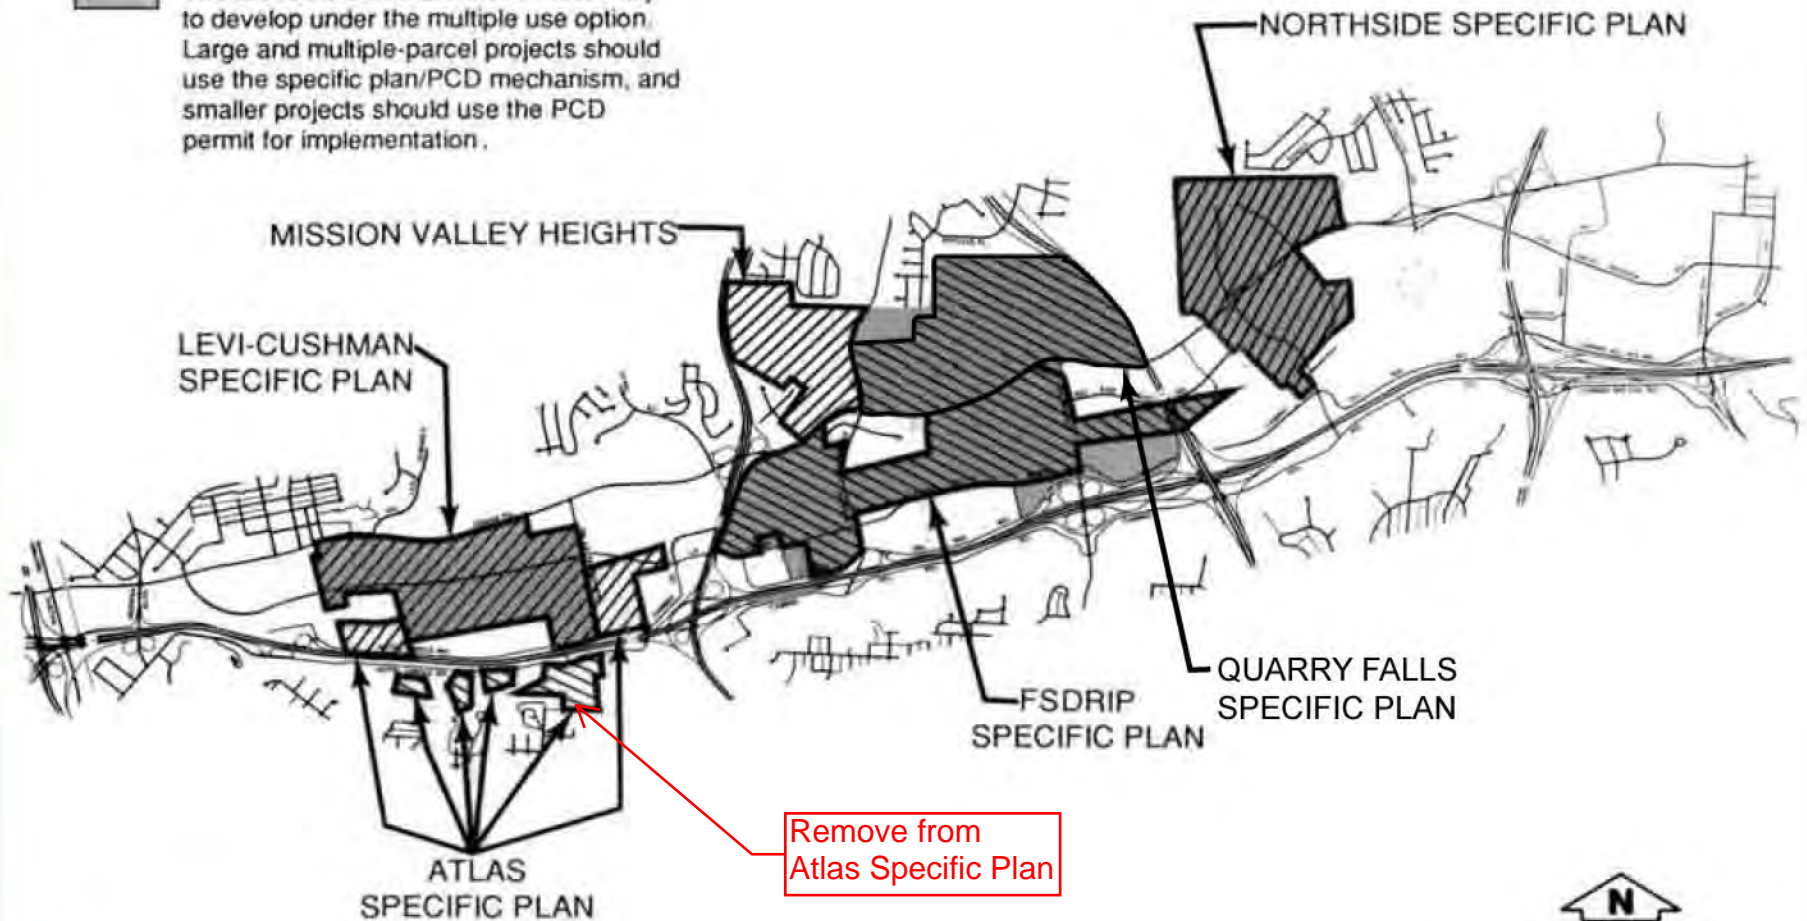 to develop under the multiple use option.
Large and multiple-parcel projects should
use the specific plan/PCD mechanism, and
smaller projects should use the PCD
permit for implementation.
NORTHSIDE SPECIFIC PLAN
MISSION VALLEY HEIGHTS
LEVI-CUSHMAN
SPECIFIC PLAN
QUARRY FALLS
SPECIFIC PLAN
FSDRIP
SPECIFIC PLAN
Remove from
Atlas Specific Plan
ATLAS
SPECIFIC PLAN
N